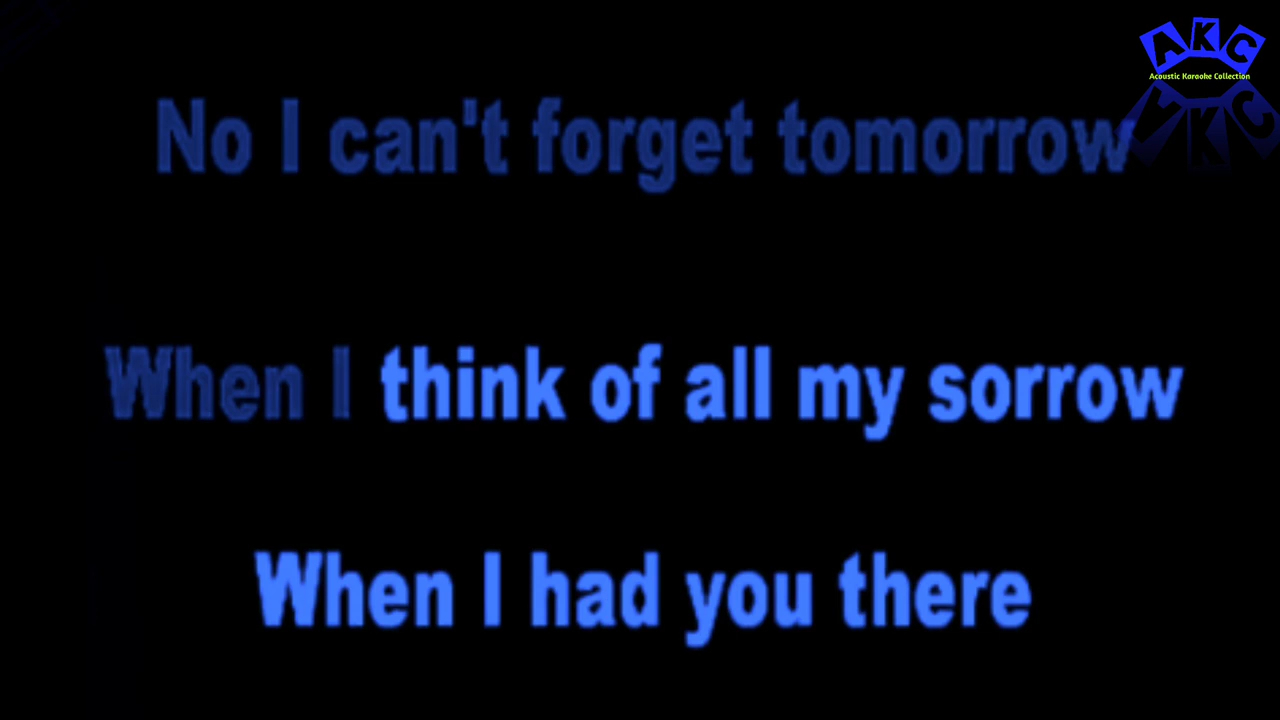 AKC
Acoustic Karaoke Collection
No I can't forget tomorrow
When I think of all my sorrow
When I had you there